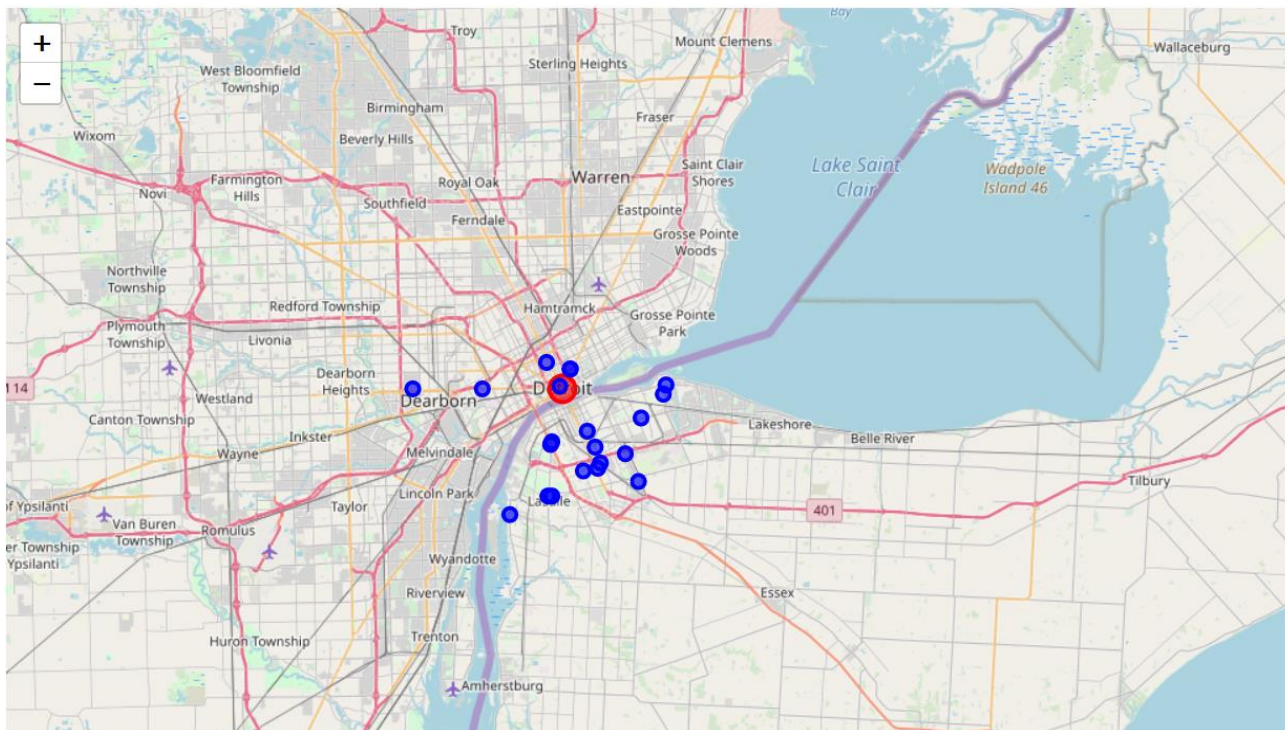 +
−
Troy
Bay
Mount Clemens
Wallaceburg
Sterling Heights
West Bloomfield
Township
Birmingham
Fraser
Wixom
Beverly Hills
Lake Saint
Clair
Saint Clair
Shores
Wadpole
Island 46
Warren
Royal Oak
Farmington
Hills
Novi
Southfield
Ferndale
Eastpointe
Grosse Pointe
Woods
Northville
Township
Redford Township
Hamtramck
Grosse Pointe
Park
Plymouth
Township
Livonia
114
Dearborn
Heights
Westland
Dearborn
Canton Township
Inkster
Lakeshore
Belle River
Wayne
Melvindale
Lincoln Park
Tilbury
of Ypsilanti
Taylor
401
Van Buren
Township
Romulus
er Township
Ypsilanti
Wyandotte
Riverview
Essex
Huron Township
Trenton
Amherstburg